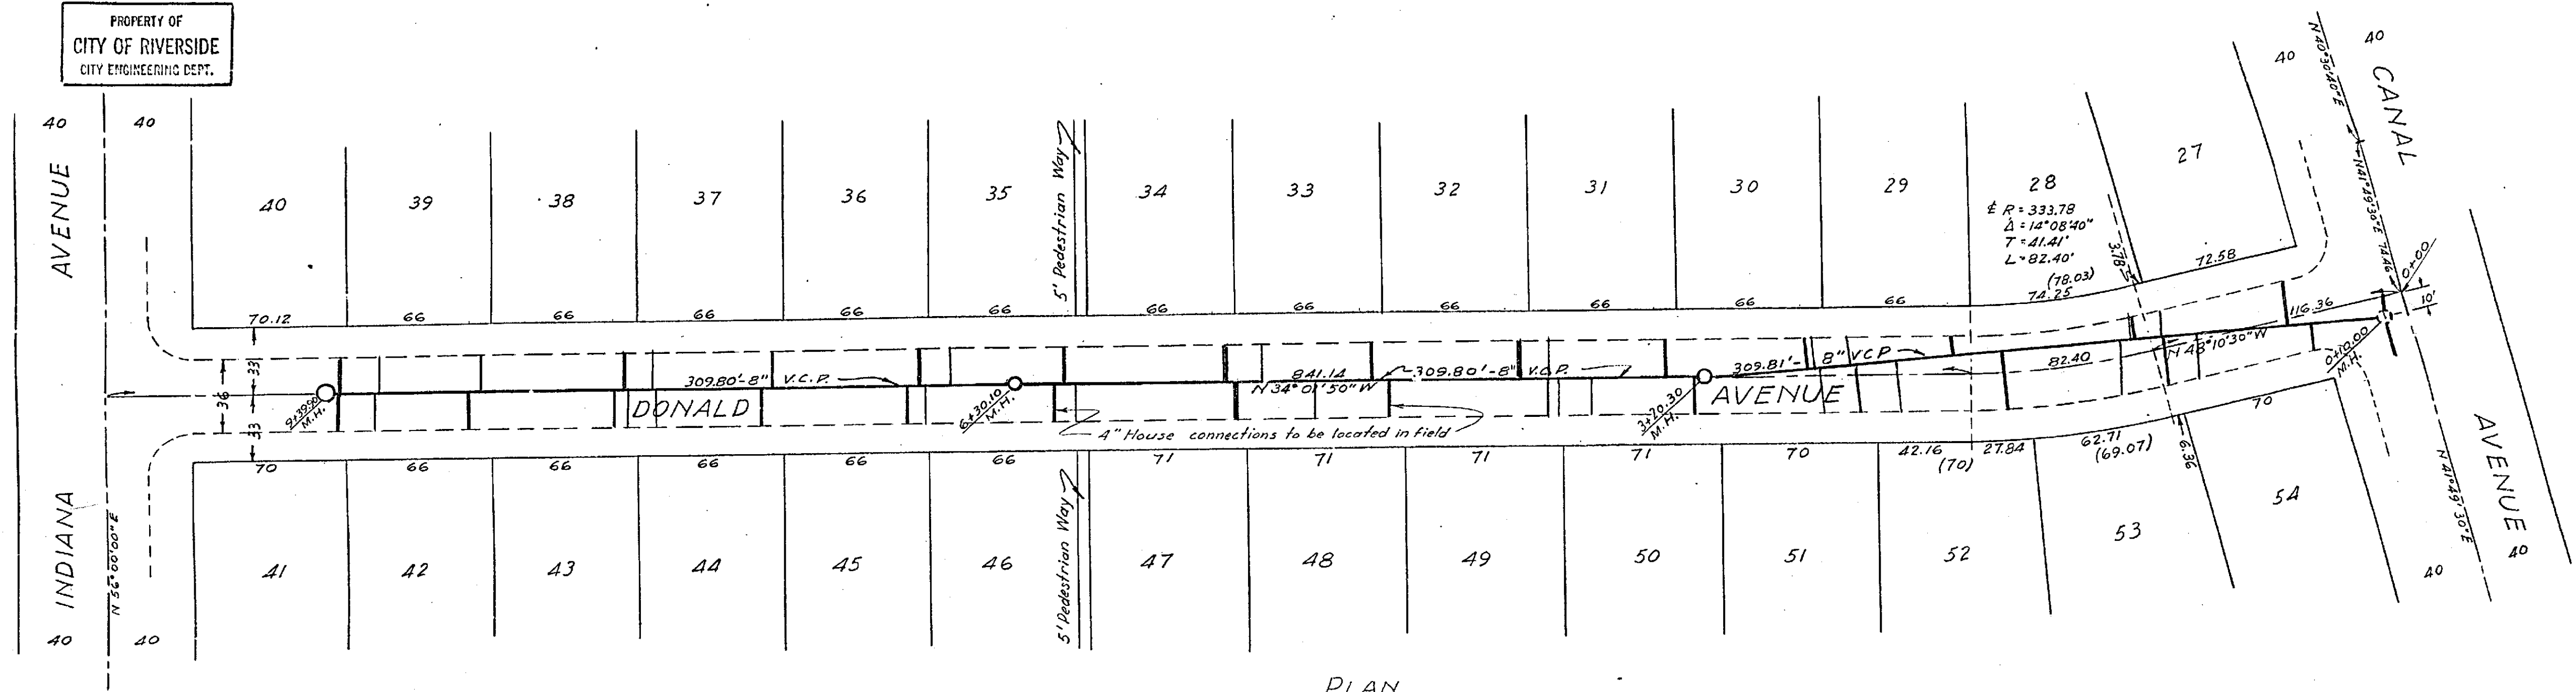 PROPERTY OF
CITY OF RIVERSIDE
CITY ENGINEERING DEPT.
40
40
AVENUE
INDIANA
N 56°00'00" E
40
40
40
39
38
37
36
35
5' Pedestrian Way
34
33
32
31
30
29
28
27
℄ R = 333.78
Δ = 14°08'40"
T = 41.41'
L = 82.40'
(78.03)
74.25
3.78
72.58
40
40
CANAL
N 40°30'40" E
N 41°49'30" E 74.46
0+00
10'
70.12
66
66
66
66
66
66
66
66
66
66
66
33
36
33
9+39.90
M.H.
309.80'-8" V.C.P.
DONALD
6+30.10
M.H.
841.14
N 34°01'50" W
309.80'-8" V.C.P.
4" House connections to be located in field
3+20.30
M.H.
309.81'-8" V.C.P.
AVENUE
82.40
N 48°10'30" W
116.36
0+10.00
M.H.
70
66
66
66
66
66
71
71
71
71
70
42.16
27.84
(70)
62.71
(69.07)
6.36
70
41
42
43
44
45
46
5' Pedestrian Way
47
48
49
50
51
52
53
54
N 41°49'30" E
AVENUE
40
40
PLAN